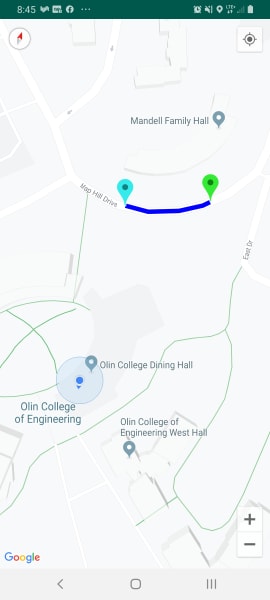 8:45
LTE+
Mandell Family Hall
Map Hill Drive
East Dr
Olin College Dining Hall
Olin College
of Engineering
Olin College of
Engineering West Hall
+
−
Google